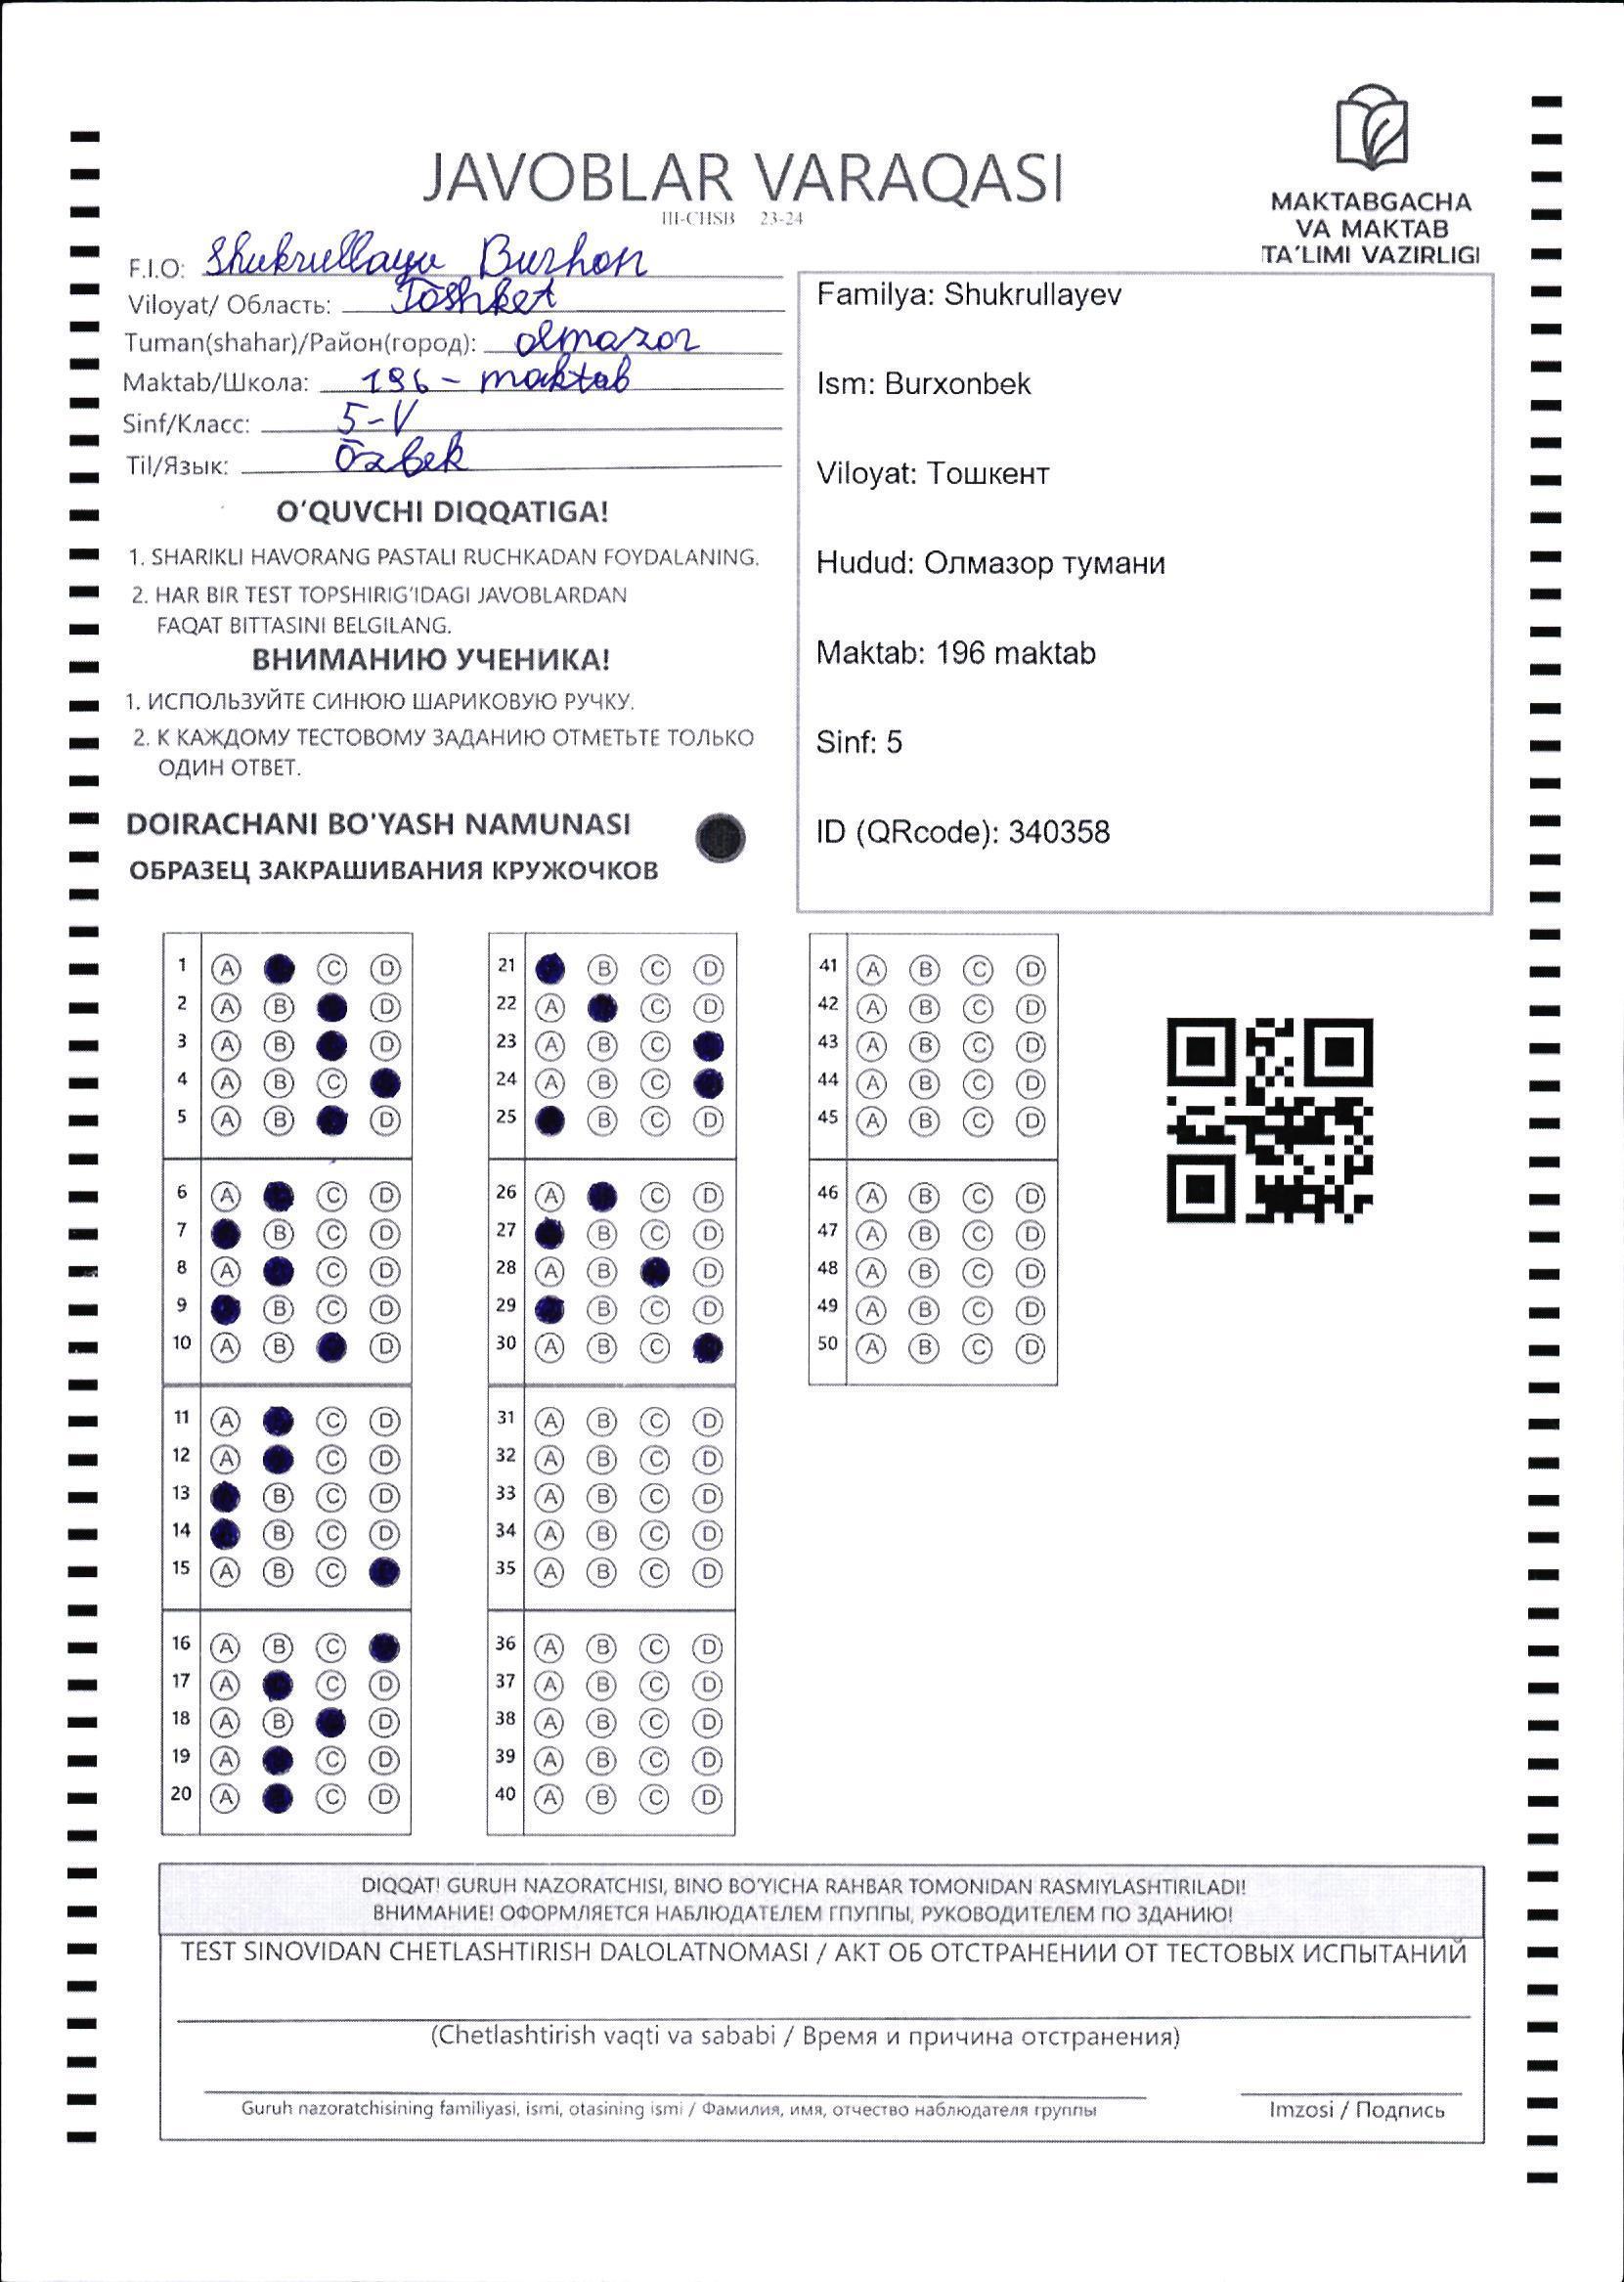 JAVOBLAR VARAQASI
III-CHSB 23-24
MAKTABGACHA
VA MAKTAB
TA'LIMI VAZIRLIGI
F.I.O: Shukrullayv Burhon
Viloyat/ Область: Toshket
Tuman(shahar)/Район(город): olmazor
Maktab/Школа: 196 - maktab
Sinf/Класс: 5-V
Til/Язык: Özbek
O'QUVCHI DIQQATIGA!
1. SHARIKLI HAVORANG PASTALI RUCHKADAN FOYDALANING.
2. HAR BIR TEST TOPSHIRIG'IDAGI JAVOBLARDAN
FAQAT BITTASINI BELGILANG.
ВНИМАНИЮ УЧЕНИКА!
1. ИСПОЛЬЗУЙТЕ СИНЮЮ ШАРИКОВУЮ РУЧКУ.
2. К КАЖДОМУ ТЕСТОВОМУ ЗАДАНИЮ ОТМЕТЬТЕ ТОЛЬКО
ОДИН ОТВЕТ.
DOIRACHANI BO'YASH NAMUNASI
ОБРАЗЕЦ ЗАКРАШИВАНИЯ КРУЖОЧКОВ
Familya: Shukrullayev
Ism: Burxonbek
Viloyat: Тошкент
Hudud: Олмазор тумани
Maktab: 196 maktab
Sinf: 5
ID (QRcode): 340358
1 A C D
2 A B D
3 A B D
4 A B C
5 A B D
6 A C D
7 B C D
8 A C D
9 B C D
10 A B D
11 A C D
12 A C D
13 B C D
14 B C D
15 A B C
16 A B C
17 A C D
18 A B D
19 A C D
20 A C D
21 B C D
22 A C D
23 A B C
24 A B C
25 B C D
26 A C D
27 B C D
28 A B D
29 B C D
30 A B C
31 A B C D
32 A B C D
33 A B C D
34 A B C D
35 A B C D
36 A B C D
37 A B C D
38 A B C D
39 A B C D
40 A B C D
41 A B C D
42 A B C D
43 A B C D
44 A B C D
45 A B C D
46 A B C D
47 A B C D
48 A B C D
49 A B C D
50 A B C D
DIQQAT! GURUH NAZORATCHISI, BINO BO'YICHA RAHBAR TOMONIDAN RASMIYLASHTIRILADI!
ВНИМАНИЕ! ОФОРМЛЯЕТСЯ НАБЛЮДАТЕЛЕМ ГПУППЫ, РУКОВОДИТЕЛЕМ ПО ЗДАНИЮ!
TEST SINOVIDAN CHETLASHTIRISH DALOLATNOMASI / АКТ ОБ ОТСТРАНЕНИИ ОТ ТЕСТОВЫХ ИСПЫТАНИЙ
(Chetlashtirish vaqti va sababi / Время и причина отстранения)
Guruh nazoratchisining familiyasi, ismi, otasining ismi / Фамилия, имя, отчество наблюдателя группы
Imzosi / Подпись